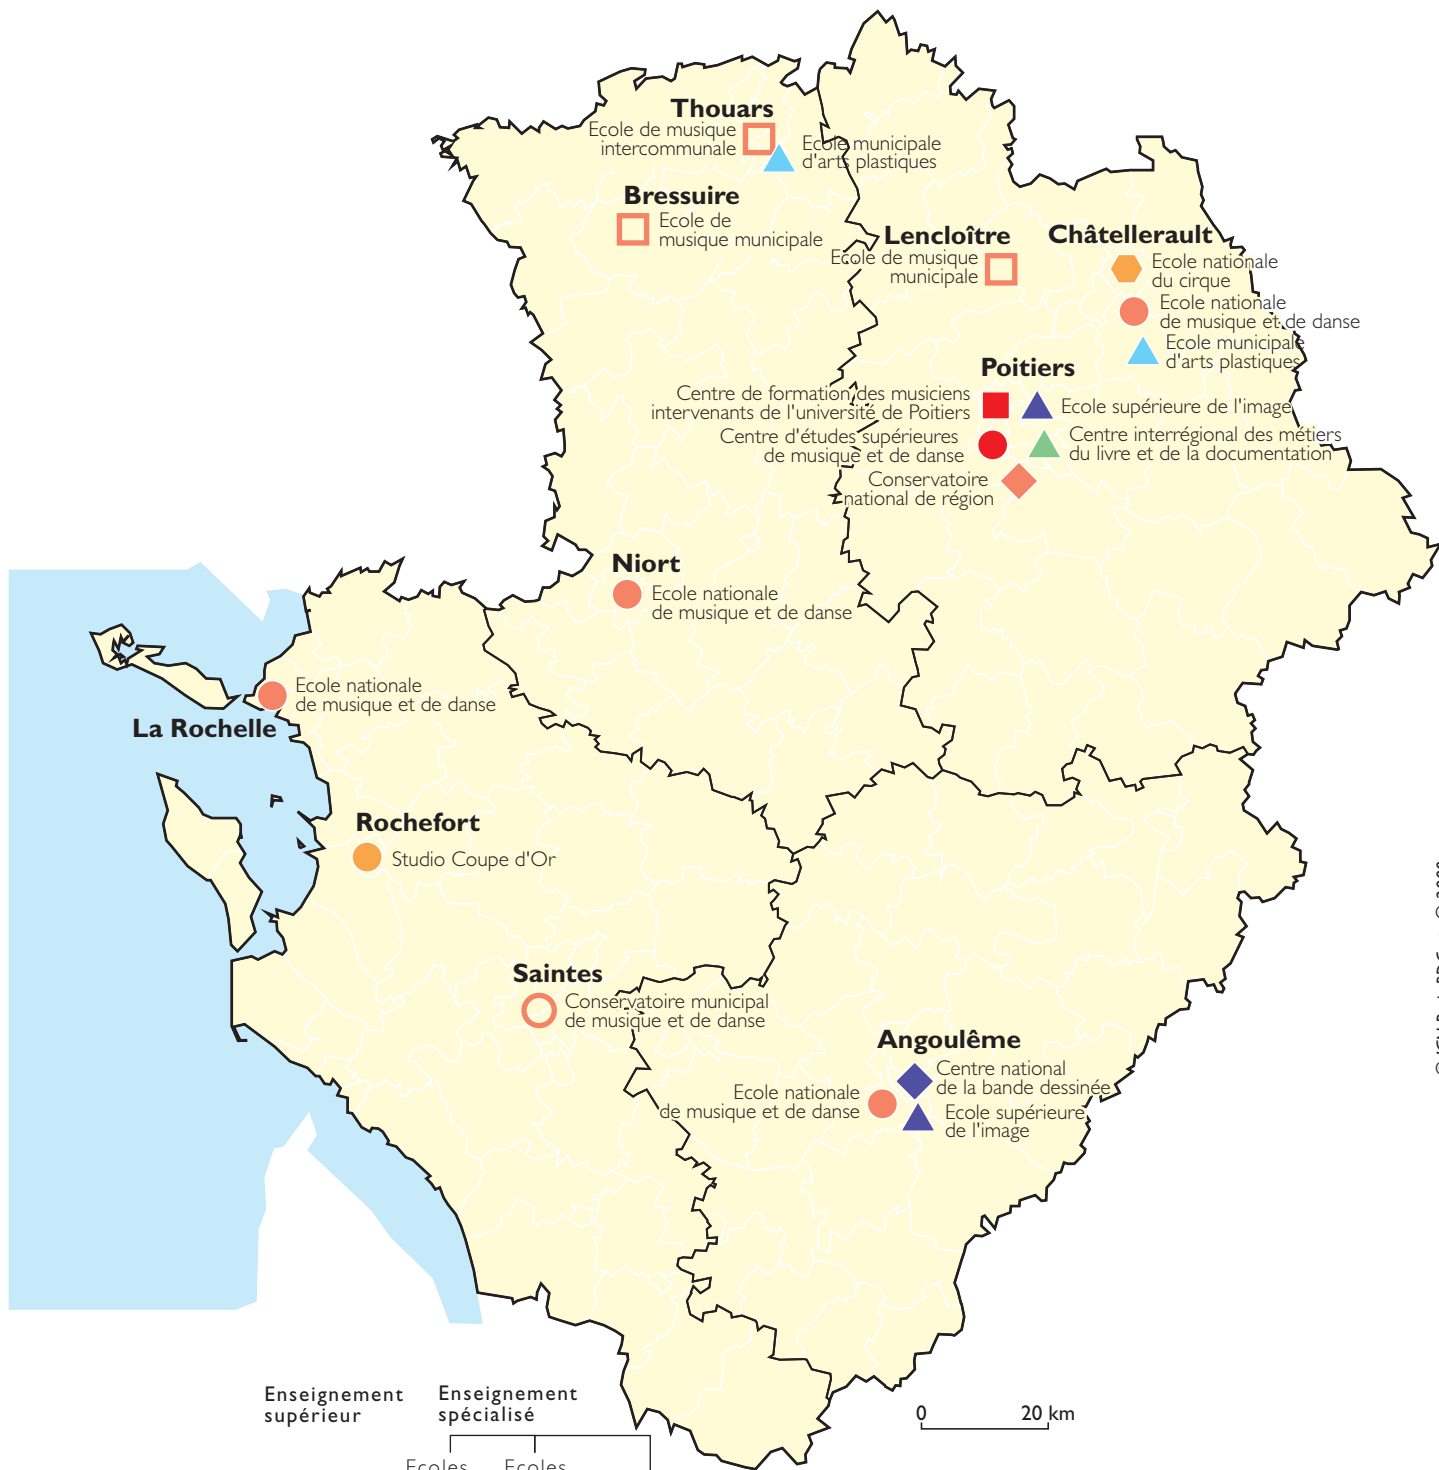 Thouars
Ecole de musique
intercommunale
Ecole municipale
d'arts plastiques
Bressuire
Ecole de
musique municipale
Lencloître
Ecole de musique
municipale
Châtellerault
Ecole nationale
du cirque
Ecole nationale
de musique et de danse
Ecole municipale
d'arts plastiques
Poitiers
Centre de formation des musiciens
intervenants de l'université de Poitiers
Ecole supérieure de l'image
Centre d'études supérieures
de musique et de danse
Centre interrégional des métiers
du livre et de la documentation
Conservatoire
national de région
Niort
Ecole nationale
de musique et de danse
Ecole nationale
de musique et de danse
La Rochelle
Rochefort
Studio Coupe d'Or
Saintes
Conservatoire municipal
de musique et de danse
Angoulême
Centre national
de la bande dessinée
Ecole nationale
de musique et de danse
Ecole supérieure
de l'image
Enseignement
supérieur
Enseignement
spécialisé
0 20 km
Ecoles Ecoles